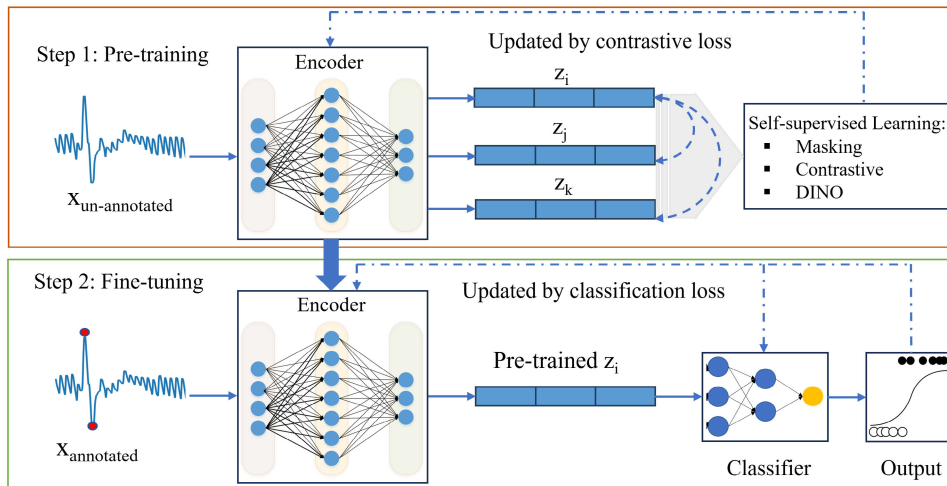 Step 1: Pre-training
Encoder
Updated by contrastive loss
z_i
z_j
z_k
x_un-annotated
Self-supervised Learning:
▪ Masking
▪ Contrastive
▪ DINO
Step 2: Fine-tuning
Encoder
Updated by classification loss
Pre-trained z_i
x_annotated
Classifier
Output